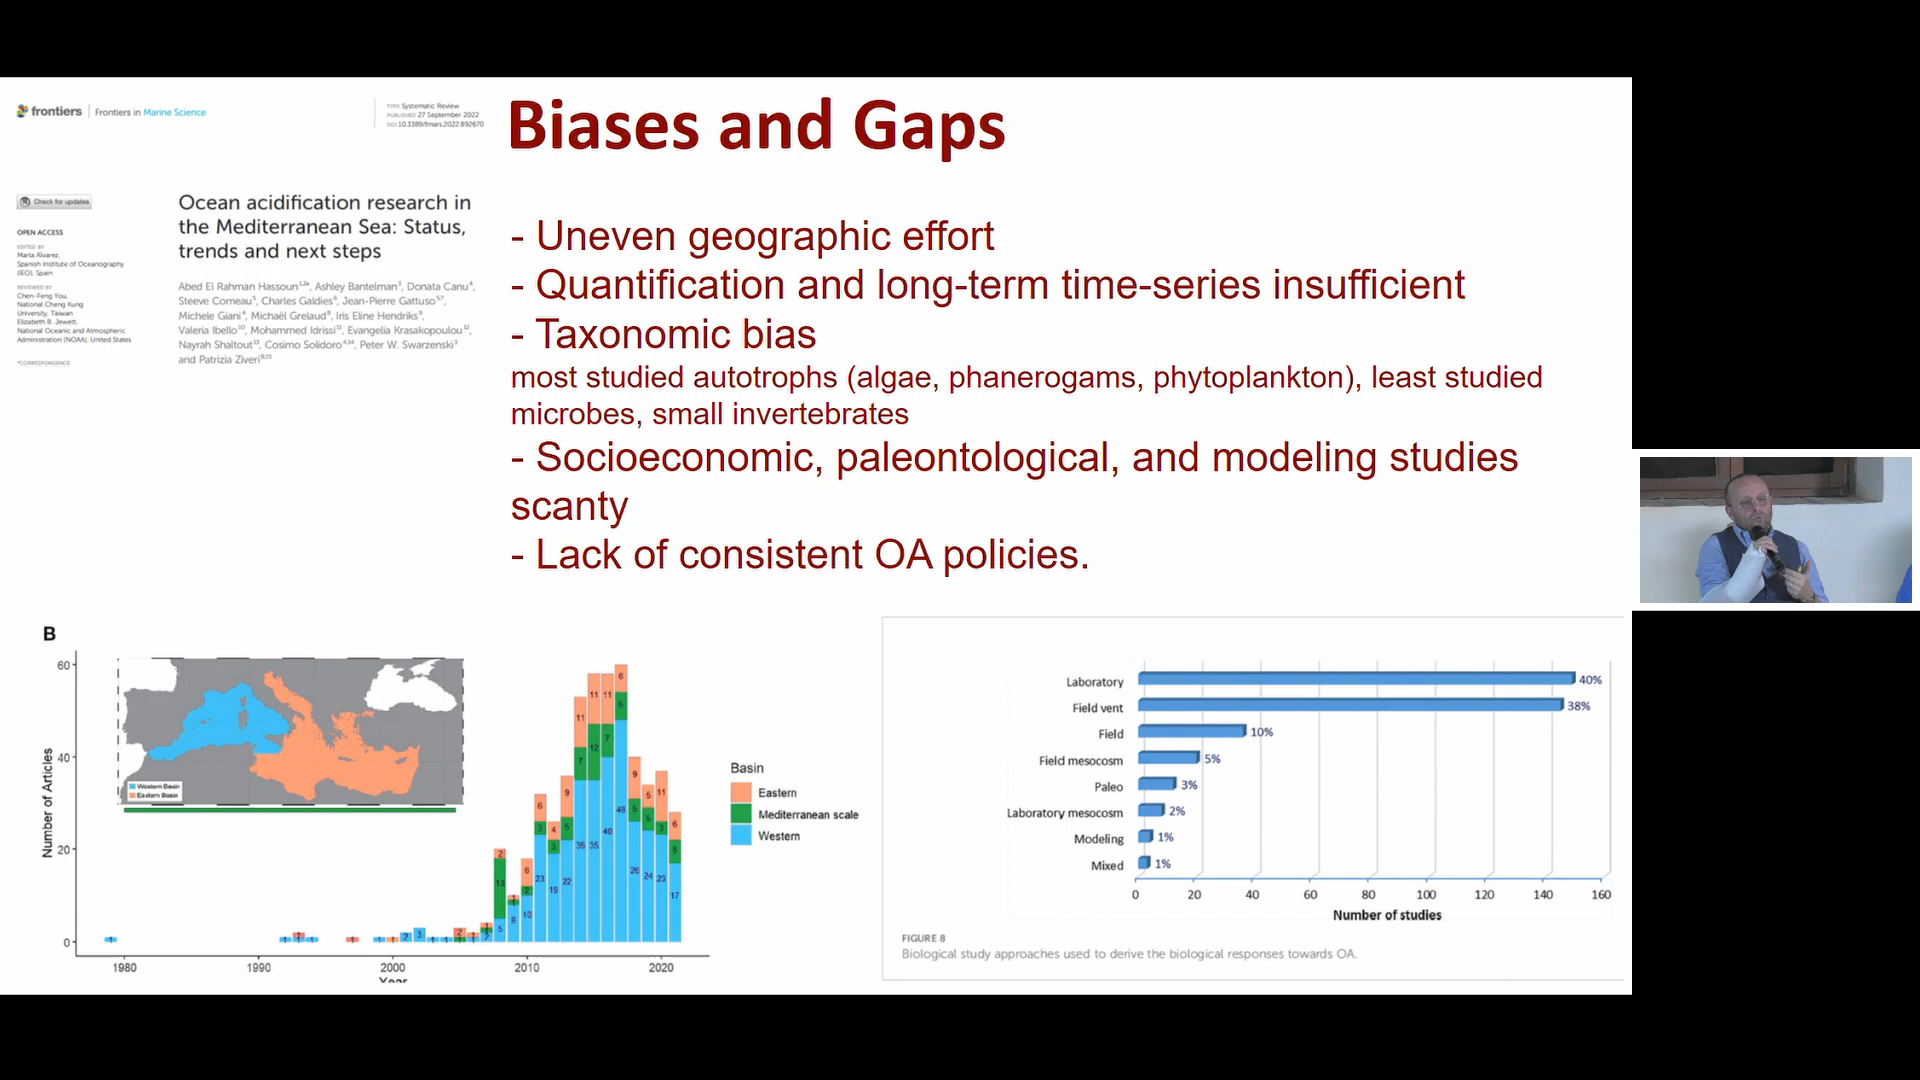 frontiers | Frontiers in Marine Science
TYPE Systematic Review
PUBLISHED 27 September 2022
DOI 10.3389/fmars.2022.892670
Biases and Gaps
Check for updates
OPEN ACCESS
EDITED BY
Marta Álvarez,
Spanish Institute of Oceanography
(IEO), Spain
REVIEWED BY
Chen-Feng You,
National Cheng Kung
University, Taiwan
Elizabeth B. Jewett,
National Oceanic and Atmospheric
Administration (NOAA), United States
*CORRESPONDENCE
Ocean acidification research in
the Mediterranean Sea: Status,
trends and next steps
Abed El Rahman Hassoun, Ashley Bantelman, Donata Canu,
Steeve Comeau, Charles Galdies, Jean-Pierre Gattuso,
Michele Giani, Michaël Grelaud, Iris Eline Hendriks,
Valeria Ibello, Mohammed Idrissi, Evangelia Krasakopoulou,
Nayrah Shaltout, Cosimo Solidoro, Peter W. Swarzenski
and Patrizia Ziveri
- Uneven geographic effort
- Quantification and long-term time-series insufficient
- Taxonomic bias
most studied autotrophs (algae, phanerogams, phytoplankton), least studied
microbes, small invertebrates
- Socioeconomic, paleontological, and modeling studies
scanty
- Lack of consistent OA policies.
B
Number of Articles
60
40
20
0
1980 1990 2000 2010 2020
Year
Western Basin
Eastern Basin
Basin
Eastern
Mediterranean scale
Western
Laboratory 40%
Field vent 38%
Field 10%
Field mesocosm 5%
Paleo 3%
Laboratory mesocosm 2%
Modeling 1%
Mixed 1%
0 20 40 60 80 100 120 140 160
Number of studies
FIGURE 8
Biological study approaches used to derive the biological responses towards OA.